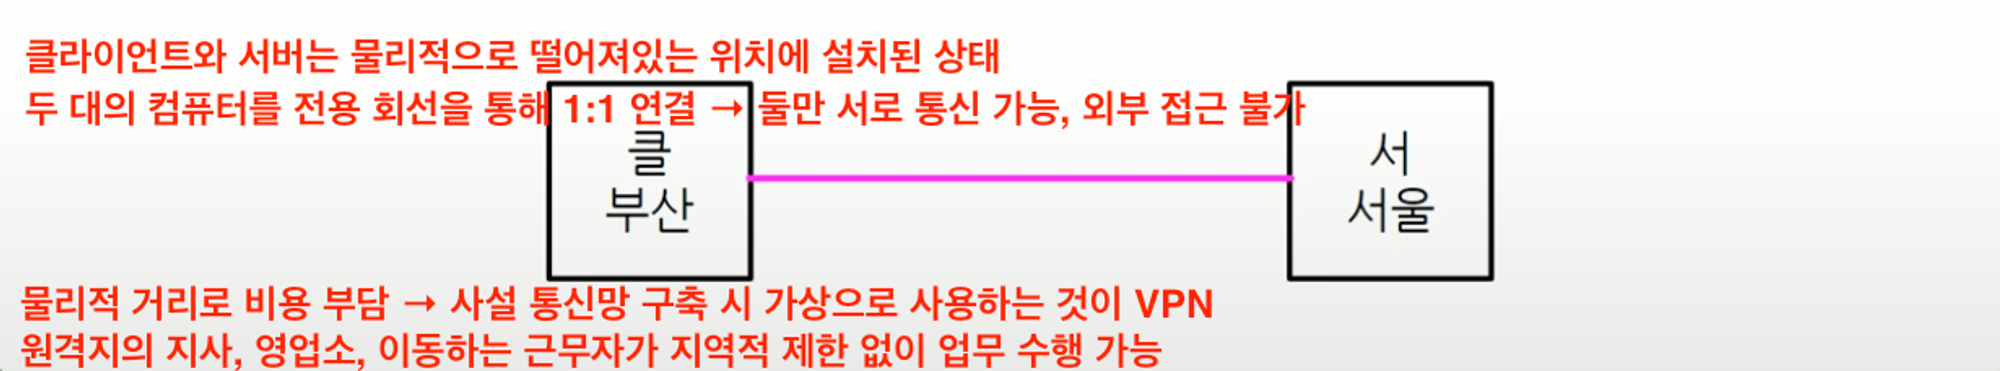 클라이언트와 서버는 물리적으로 떨어져있는 위치에 설치된 상태
두 대의 컴퓨터를 전용 회선을 통해 1:1 연결 → 둘만 서로 통신 가능, 외부 접근 불가
클
부산
서
서울
물리적 거리로 비용 부담 → 사설 통신망 구축 시 가상으로 사용하는 것이 VPN
원격지의 지사, 영업소, 이동하는 근무자가 지역적 제한 없이 업무 수행 가능